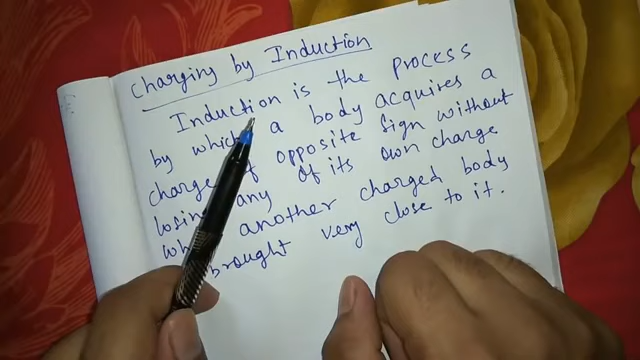 Charging by Induction
Induction is the process
by which a body acquires a
charge of opposite sign without
losing any of its own charge
when another charged body
brought very close to it.